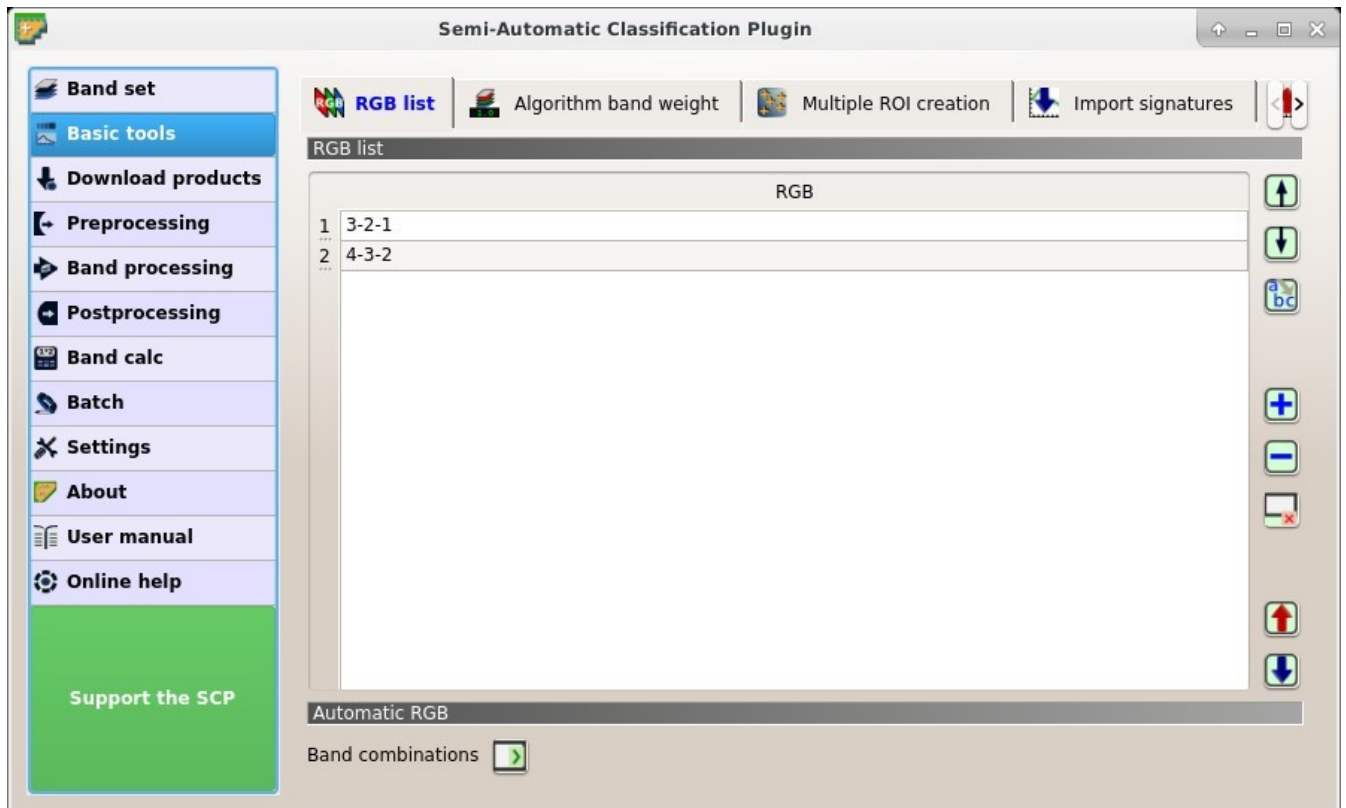 Semi-Automatic Classification Plugin
Band set
Basic tools
Download products
Preprocessing
Band processing
Postprocessing
Band calc
Batch
Settings
About
User manual
Online help
Support the SCP
RGB list
Algorithm band weight
Multiple ROI creation
Import signatures
RGB list
RGB
1 3-2-1
2 4-3-2
Automatic RGB
Band combinations